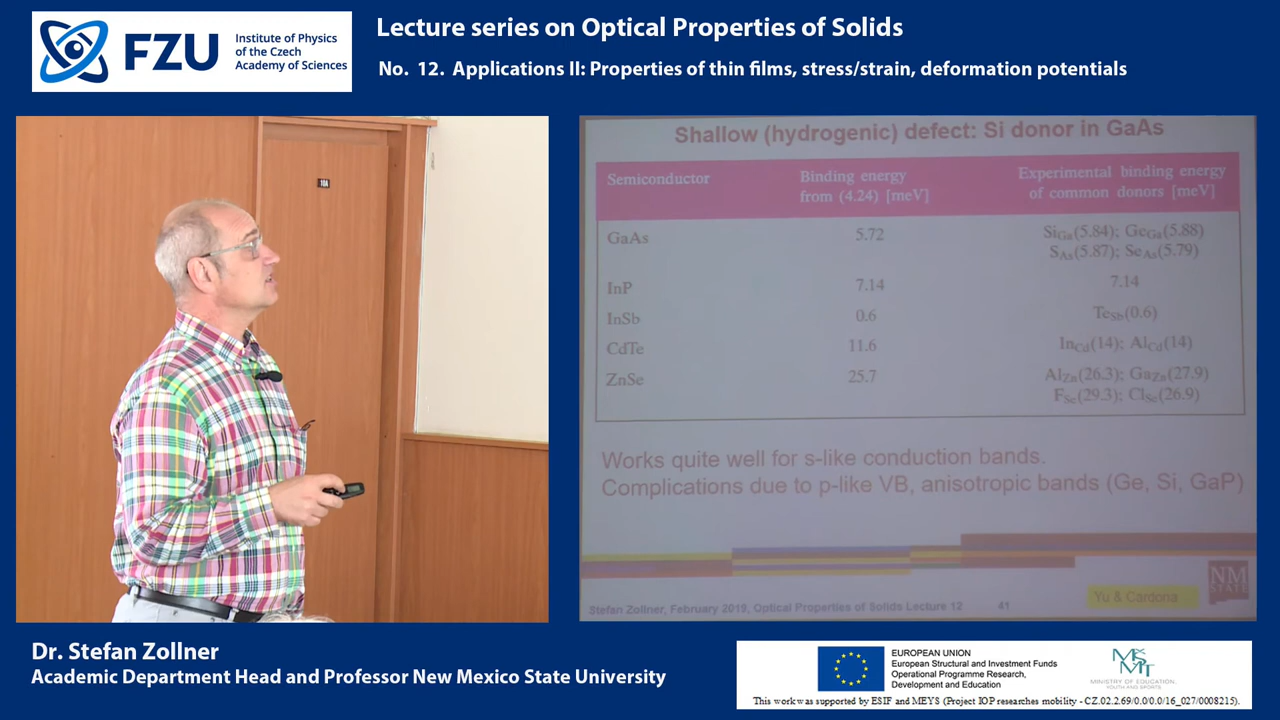 FZU
Institute of Physics
of the Czech
Academy of Sciences
Lecture series on Optical Properties of Solids
No. 12. Applications II: Properties of thin films, stress/strain, deformation potentials
10A
Shallow (hydrogenic) defect: Si donor in GaAs
Semiconductor
Binding energy
from (4.24) [meV]
Experimental binding energy
of common donors [meV]
GaAs 5.72 SiGa(5.84); GeGa(5.88)
SAs(5.87); SeAs(5.79)
InP 7.14 7.14
InSb 0.6 TeSb(0.6)
CdTe 11.6 InCd(14); AlCd(14)
ZnSe 25.7 AlZn(26.3); GaZn(27.9)
FSe(29.3); ClSe(26.9)
Works quite well for s-like conduction bands.
Complications due to p-like VB, anisotropic bands (Ge, Si, GaP)
NM
STATE
Yu & Cardona
Stefan Zollner, February 2019, Optical Properties of Solids Lecture 12 41
Dr. Stefan Zollner
Academic Department Head and Professor New Mexico State University
EUROPEAN UNION
European Structural and Investment Funds
Operational Programme Research,
Development and Education
MINISTRY OF EDUCATION,
YOUTH AND SPORTS
This work was supported by ESIF and MEYS (Project IOP researches mobility - CZ.02.2.69/0.0/0.0/16_027/0008215).